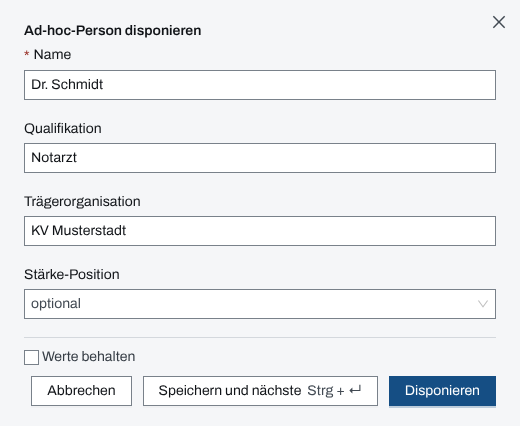 Ad-hoc-Person disponieren
* Name
Dr. Schmidt
Qualifikation
Notarzt
Trägerorganisation
KV Musterstadt
Stärke-Position
optional
Werte behalten
Abbrechen Speichern und nächste Strg + ↵ Disponieren